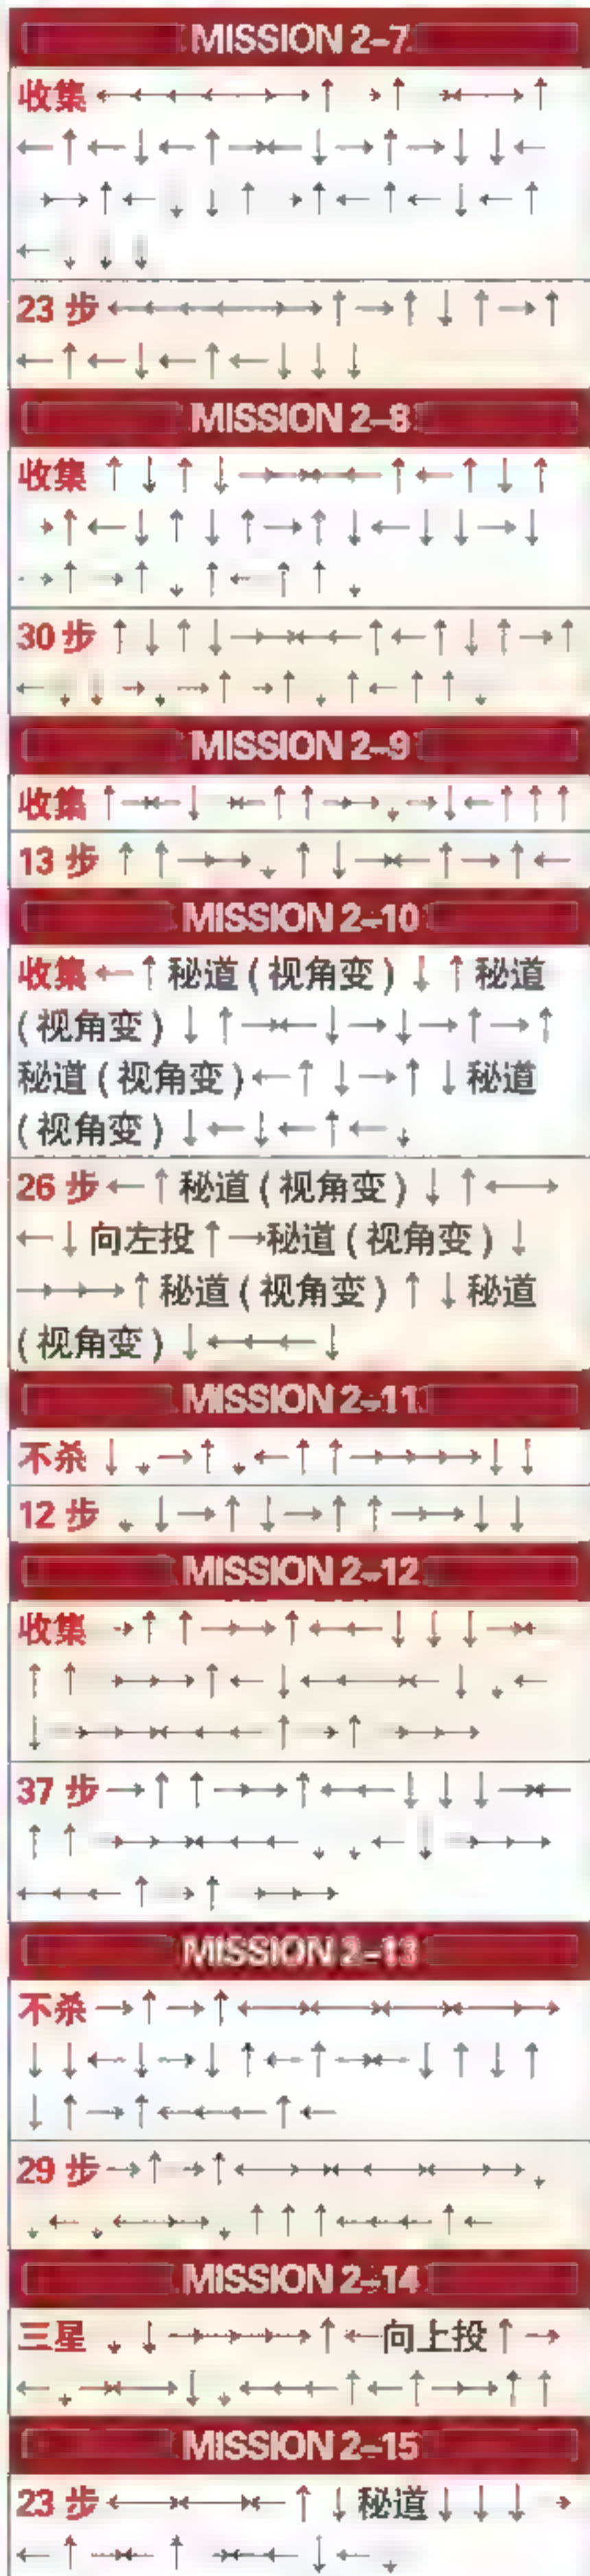 MISSION 2-7
收集 ← ← ← ← → → ↑ → ↑ → ← → ↑
← ↑ ← ↓ ← ↑ → ← ↓ → ↑ → ↓ ↓ ←
→ → ↑ ← ↓ ↓ ↑ → ↑ ← ↑ ← ↓ ← ↑
← ↓ ↓ ↓
23 步 ← ← ← ← → → ↑ → ↑ ↓ ↑ → ↑
← ↑ ← ↓ ← ↑ ← ↓ ↓ ↓
MISSION 2-8
收集 ↑ ↓ ↑ ↓ → → ← ← ↑ ← ↑ ↓ ↑
→ ↑ ← ↓ ↑ ↓ ↑ → ↑ ↓ ← ↓ ↓ → ↓
→ ↑ → ↑ ↓ ↑ ← ↑ ↑ ↓
30 步 ↑ ↓ ↑ ↓ → → ← ← ↑ ← ↑ ↓ ↑ → ↑
← ↓ ↓ → ↓ → ↑ → ↑ ↓ ↑ ← ↑ ↑ ↓
MISSION 2-9
收集 ↑ → ← ↓ → ← ↑ ↑ → → ↓ → ↓ ← ↑ ↑ ↑
13 步 ↑ ↑ → → ↓ ↑ ↓ → ← ↑ → ↑ ←
MISSION 2-10
收集 ← ↑ 秘道 ( 视角变 ) ↓ ↑ 秘道
( 视角变 ) ↓ ↑ → ← ↓ → ↓ → ↑ → ↑
秘道 ( 视角变 ) ← ↑ ↓ → ↑ ↓ 秘道
( 视角变 ) ↓ ← ↓ ← ↑ ← ↓
26 步 ← ↑ 秘道 ( 视角变 ) ↓ ↑ ← →
← ↓ 向左投 ↑ → 秘道 ( 视角变 ) ↓
→ → → ↑ 秘道 ( 视角变 ) ↑ ↓ 秘道
( 视角变 ) ↓ ← ← ← ↓
MISSION 2-11
不杀 ↓ ↓ → ↑ ↓ ← ↑ ↑ → → → → ↓ ↓
12 步 ↓ ↓ → ↑ ↓ → ↑ ↑ → → ↓ ↓
MISSION 2-12
收集 → ↑ ↑ → → ↑ ← ← ↓ ↓ ↓ → ←
↑ ↑ → → → ↑ ← ↓ ← ← → ← ↓ ↓ ←
↓ → → → ← ← ← ↑ → ↑ → → →
37 步 → ↑ ↑ → → ↑ ← ← ↓ ↓ ↓ → ←
↑ ↑ → → → ← ← ← ↓ ↓ ← ↓ → → →
← ← ← ↑ → ↑ → → →
MISSION 2-13
不杀 → ↑ → ↑ ← → ← → ← → ← → →
↓ ↓ ← ↓ → ↓ ↑ ← ↑ → ← ↓ ↑ ↓ ↑
↓ ↑ → ↑ ← ← ← ↑ ←
29 步 → ↑ → ↑ ← → → ← ← → ← → → ↓
↓ ← ↓ ← → → ↓ ↑ ↑ ↑ ← ← ← ↑ ←
MISSION 2-14
三星 ↓ ↓ → → → → ↑ ← 向上投 ↑ →
← ↓ → ← → ↓ ↓ ← ← ← ↑ ← ↑ → → ↑ ↑
MISSION 2-15
23 步 ← → ← → ← ↑ ↓ 秘道 ↓ ↓ ↓ →
← ↑ → ← ↑ → ← ↓ ← ↓